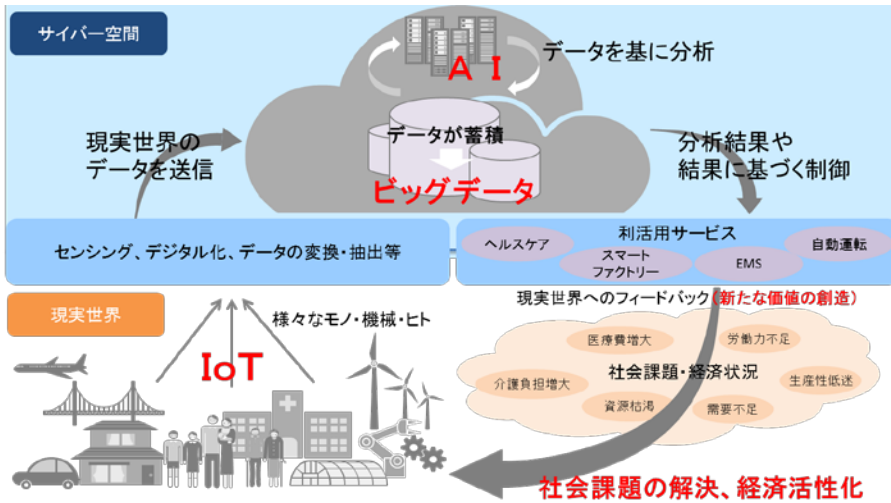 サイバー空間
AI
データを基に分析
データが蓄積
ビッグデータ
現実世界の
データを送信
分析結果や
結果に基づく制御
センシング、デジタル化、データの変換・抽出等
利活用サービス
ヘルスケア
スマート
ファクトリー
EMS
自動運転
現実世界へのフィードバック（新たな価値の創造）
現実世界
様々なモノ・機械・ヒト
IoT
医療費増大
労働力不足
介護負担増大
社会課題・経済状況
生産性低迷
資源枯渇
需要不足
社会課題の解決、経済活性化